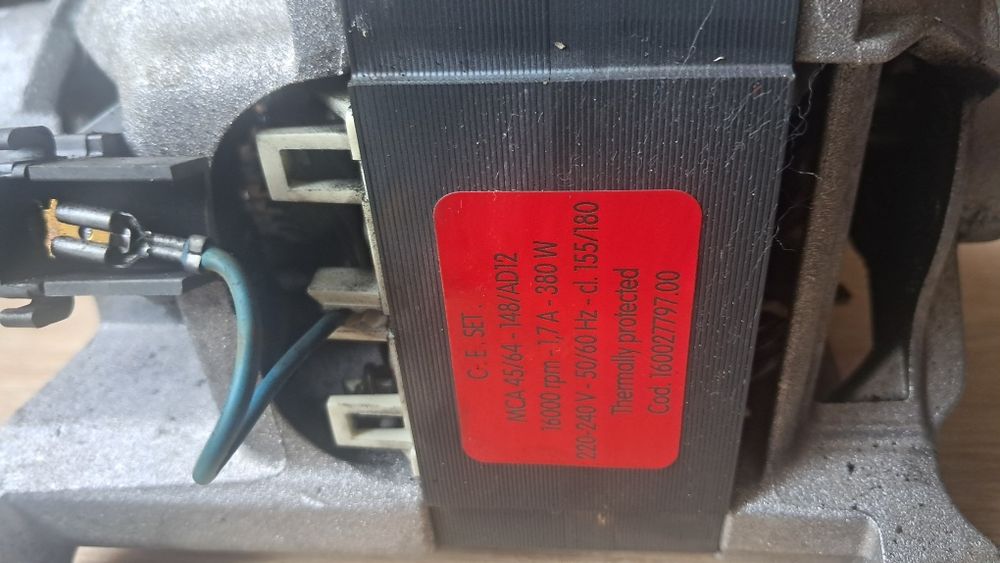 C. E. SET.
MCA 45/64 - 148/AD12
16000 rpm - 1,7 A - 380 W
220-240 V - 50/60 Hz - cl. 155/180
Thermally protected
Cod. 160027797.00